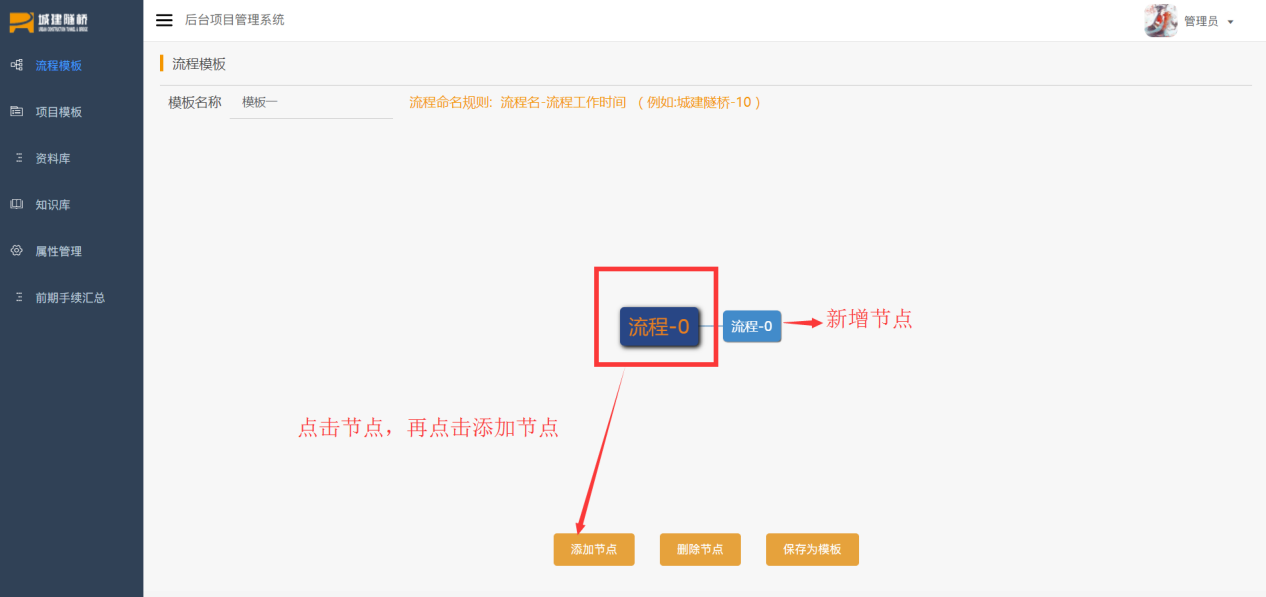 城建隧桥
URBAN CONSTRUCTION TUNNEL & BRIDGE
后台项目管理系统
管理员
流程模板
项目模板
资料库
知识库
属性管理
前期手续汇总
流程模板
模板名称 模板一 流程命名规则: 流程名-流程工作时间 ( 例如:城建隧桥-10 )
流程-0 流程-0 新增节点
点击节点，再点击添加节点
添加节点 删除节点 保存为模板